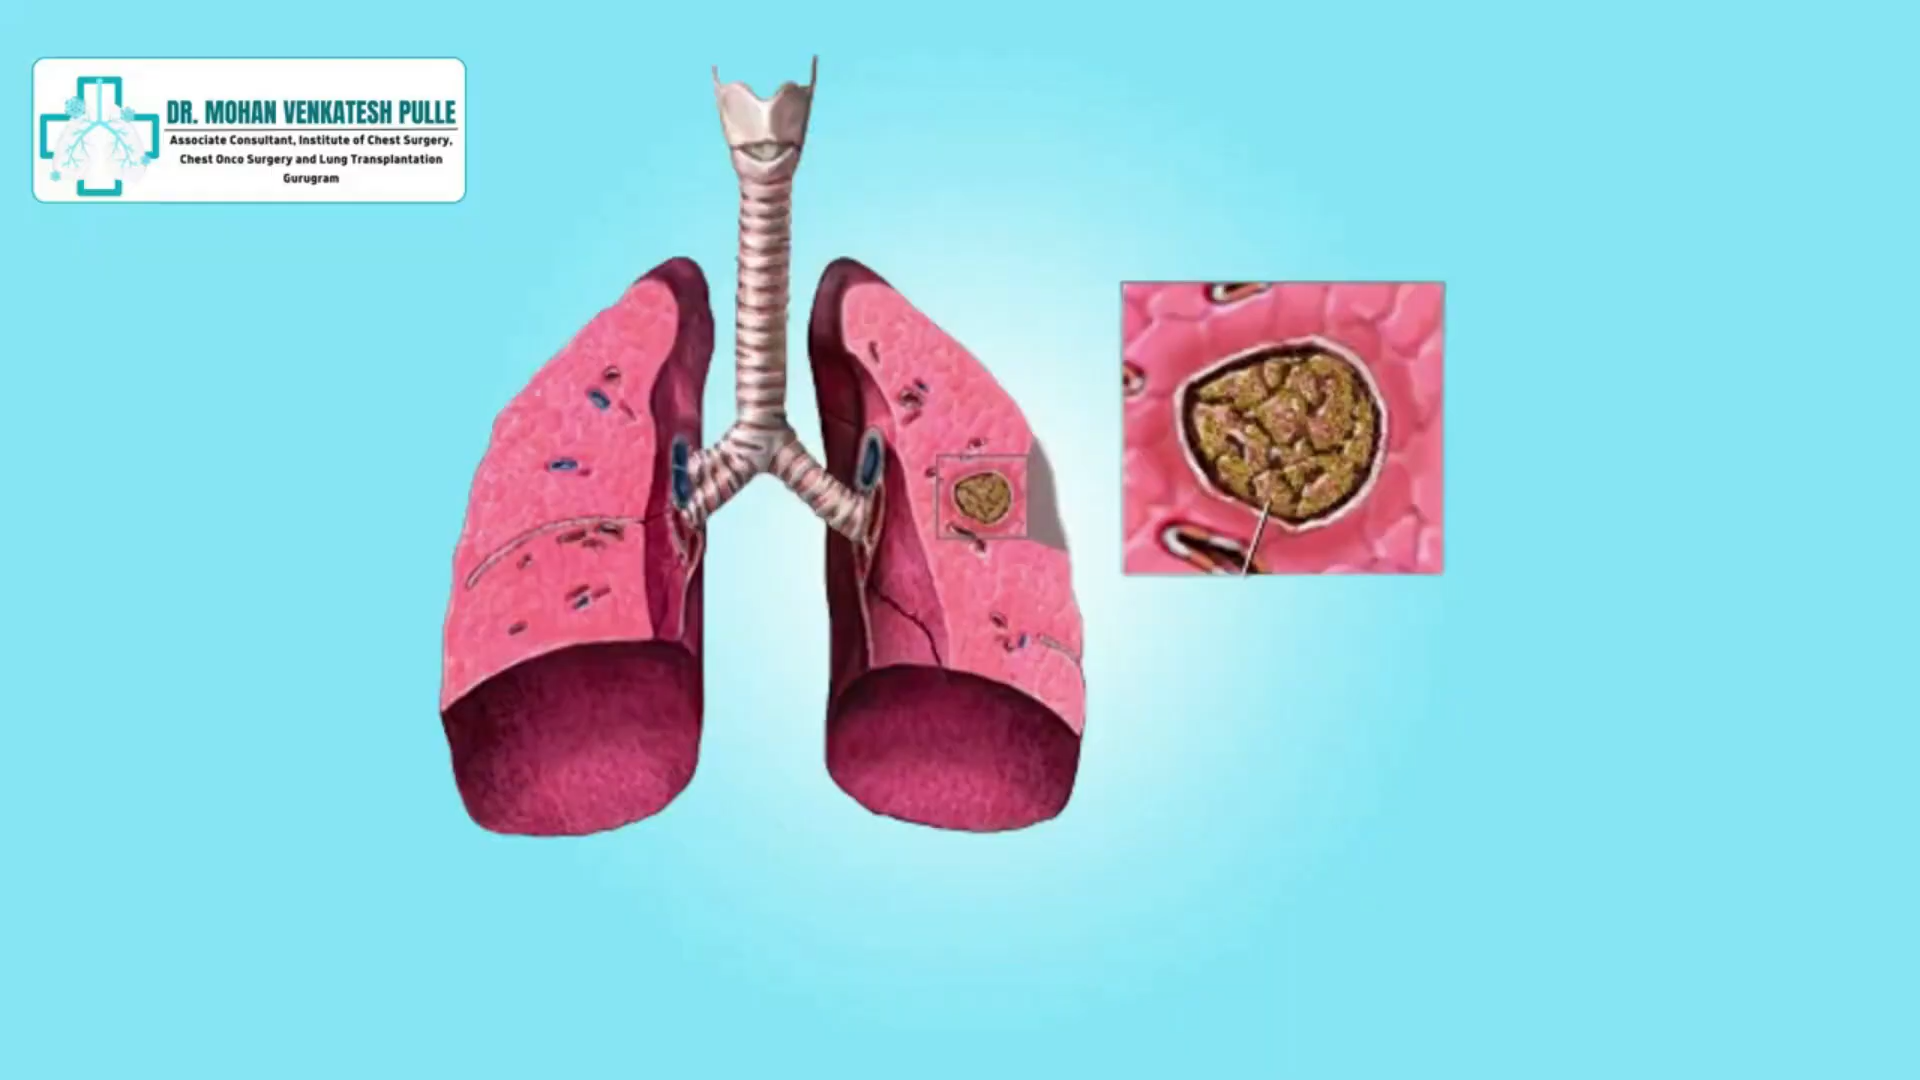 DR. MOHAN VENKATESH PULLE
Associate Consultant, Institute of Chest Surgery,
Chest Onco Surgery and Lung Transplantation
Gurugram